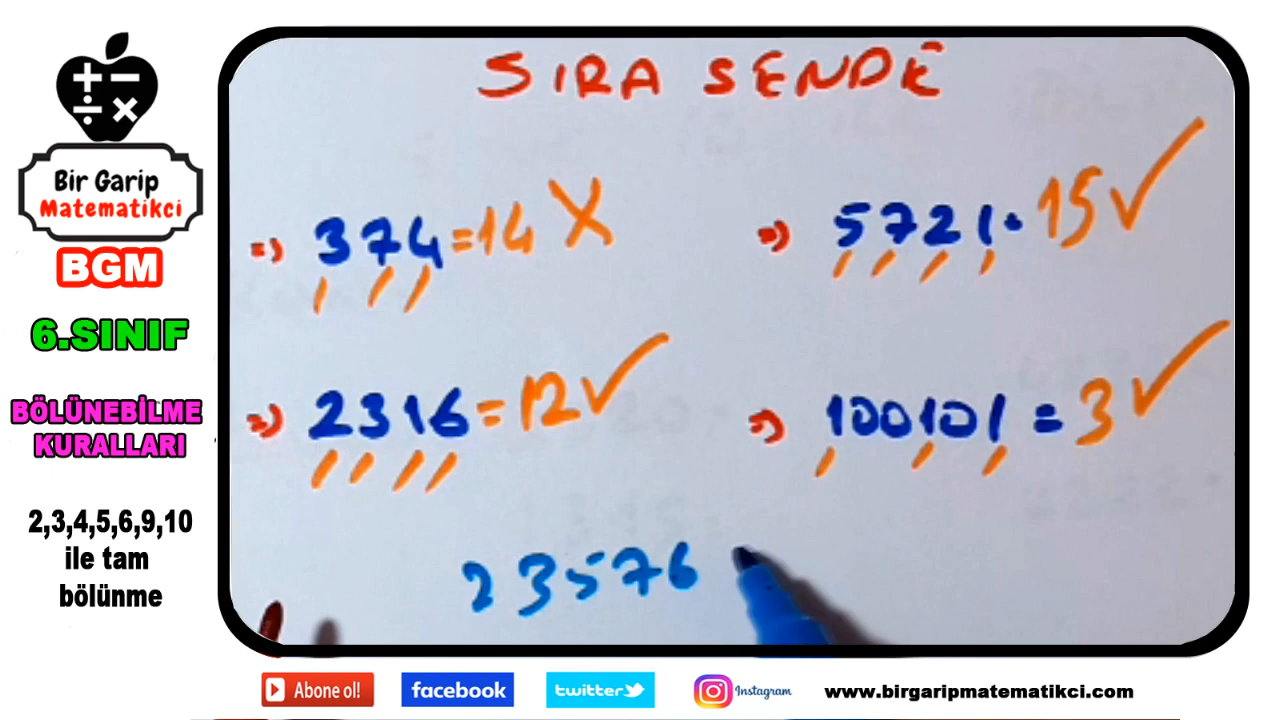 SIRA SENDE
Bir Garip
Matematikci
BGM
6.SINIF
BÖLÜNEBİLME
KURALLARI
2,3,4,5,6,9,10
ile tam
bölünme
=) 374=14 X
=) 5721. 15 ✓
=) 2316=12 ✓
=) 100101=3 ✓
23576
Abone ol!
facebook
twitter
Instagram
www.birgaripmatematikci.com